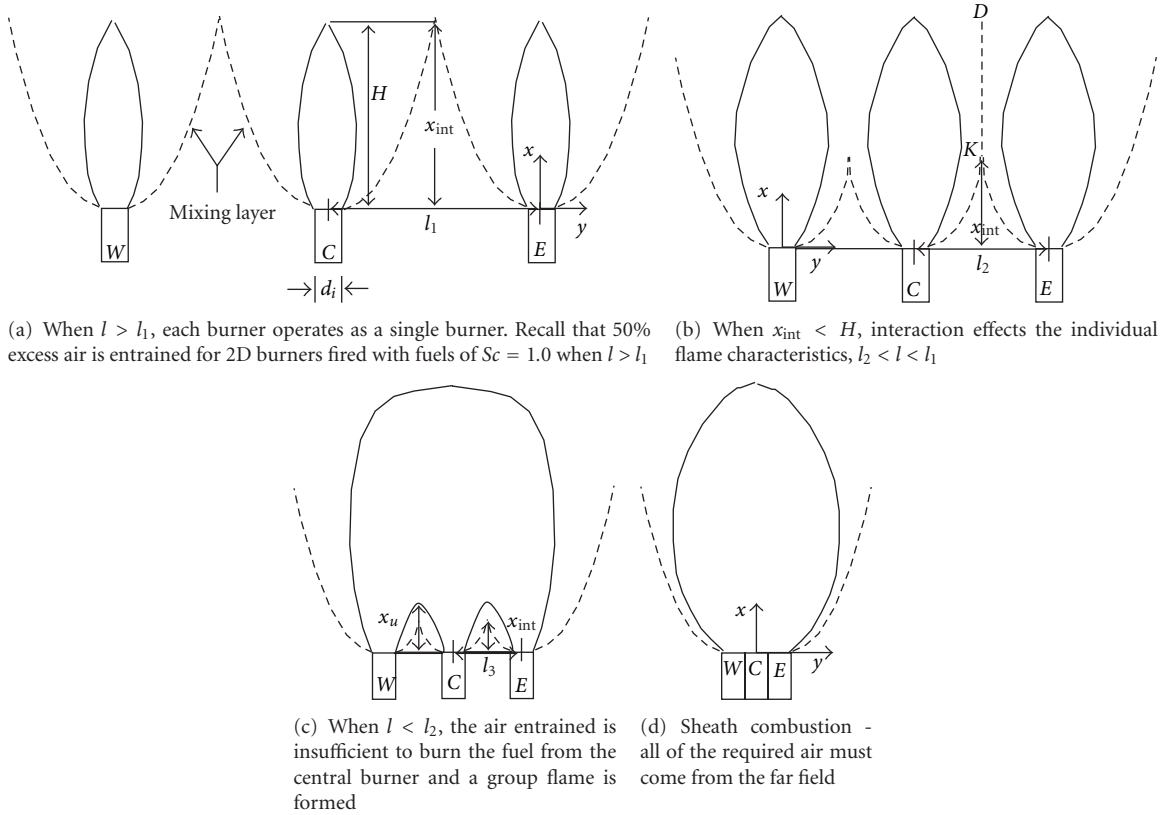 H
x_int
x
Mixing layer
l_1
y
W
C
E
d_i
(a) When l > l_1, each burner operates as a single burner. Recall that 50%
excess air is entrained for 2D burners fired with fuels of Sc = 1.0 when l > l_1
D
K
x
x_int
y
l_2
W
C
E
(b) When x_int < H, interaction effects the individual
flame characteristics, l_2 < l < l_1
x_u
x_int
l_3
W
C
E
(c) When l < l_2, the air entrained is
insufficient to burn the fuel from the
central burner and a group flame is
formed
x
W C E
y
(d) Sheath combustion -
all of the required air must
come from the far field